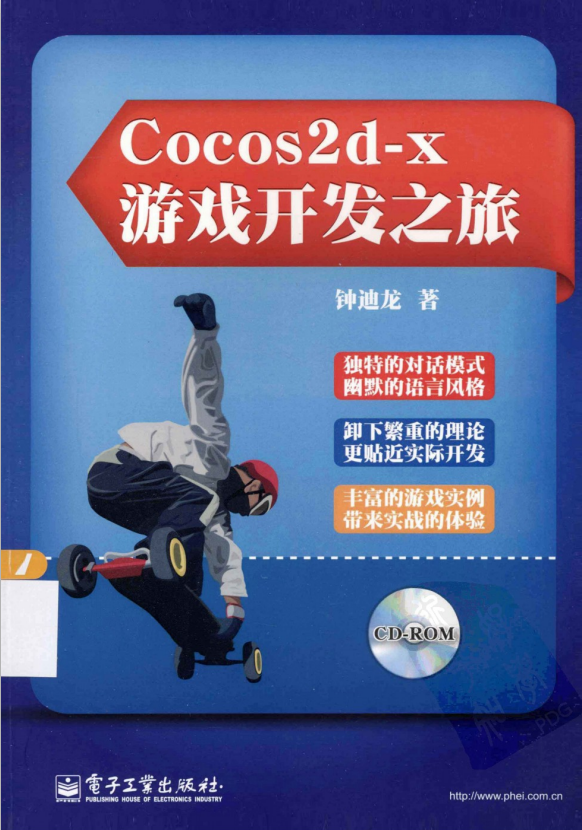 Cocos2d-x
游戏开发之旅
钟迪龙 著
独特的对话模式
幽默的语言风格
卸下繁重的理论
更贴近实际开发
丰富的游戏实例
带来实战的体验
CD-ROM
電子工業出版社
PUBLISHING HOUSE OF ELECTRONICS INDUSTRY
http://www.phei.com.cn